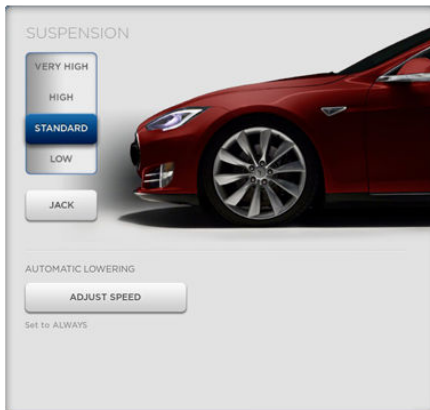 SUSPENSION
VERY HIGH
HIGH
STANDARD
LOW
JACK
AUTOMATIC LOWERING
ADJUST SPEED
Set to ALWAYS